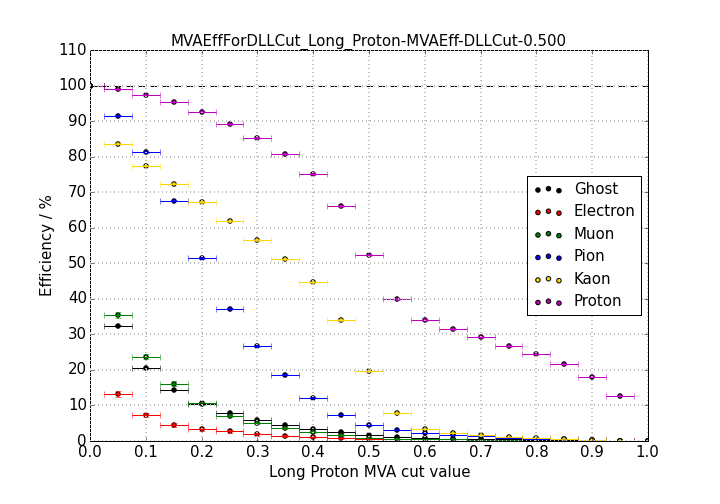 MVAEffForDLLCut_Long_Proton-MVAEff-DLLCut-0.500
110
100
90
80
70
60
50
40
30
20
10
0
Efficiency / %
Ghost
Electron
Muon
Pion
Kaon
Proton
0.0 0.1 0.2 0.3 0.4 0.5 0.6 0.7 0.8 0.9 1.0
Long Proton MVA cut value